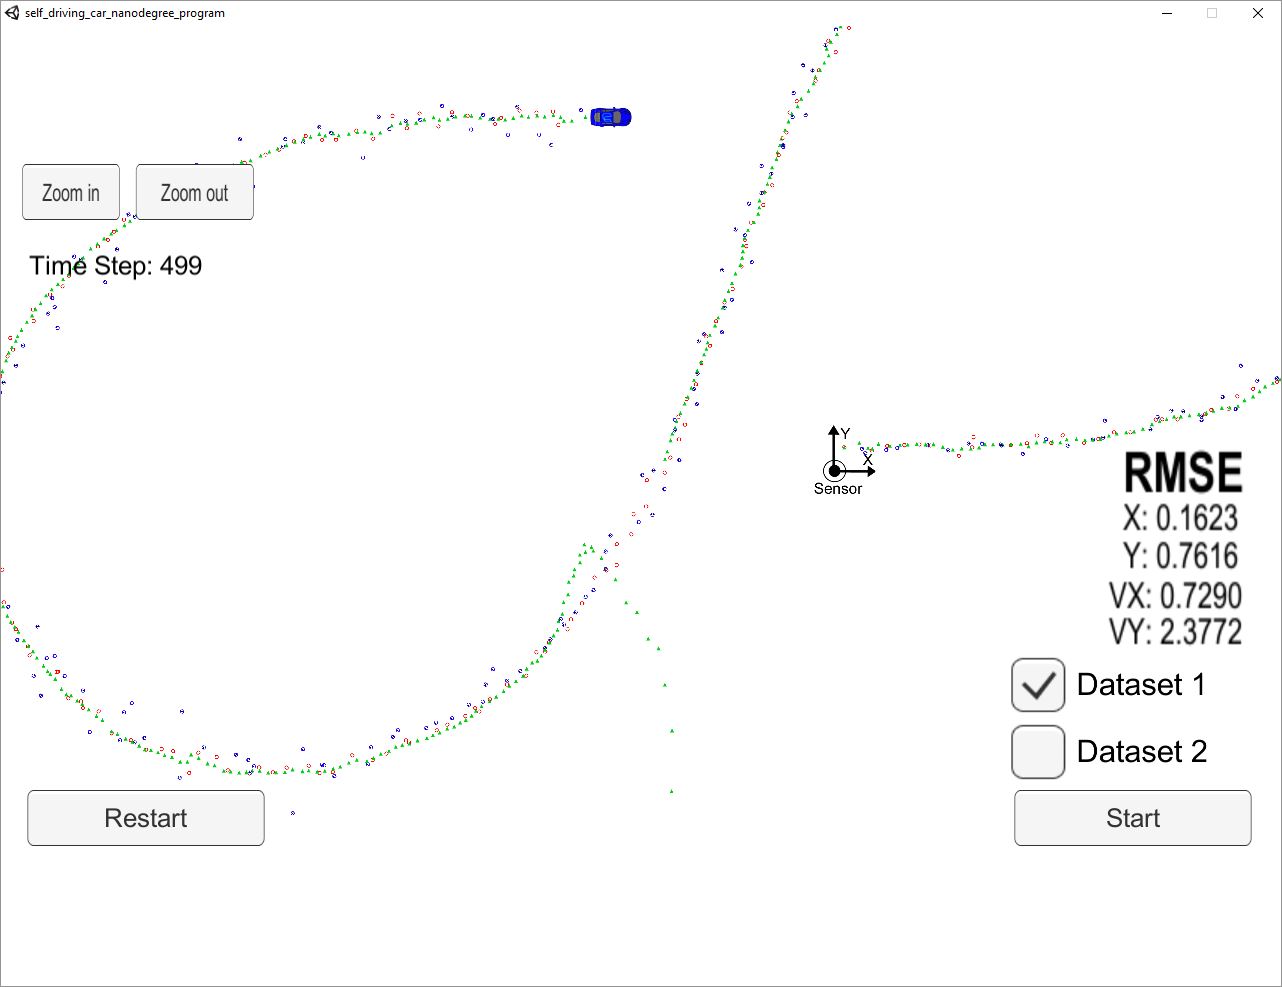 self_driving_car_nanodegree_program
Zoom in
Zoom out
Time Step: 499
Y
X
Sensor
RMSE
X: 0.1623
Y: 0.7616
VX: 0.7290
VY: 2.3772
Dataset 1
Dataset 2
Restart
Start